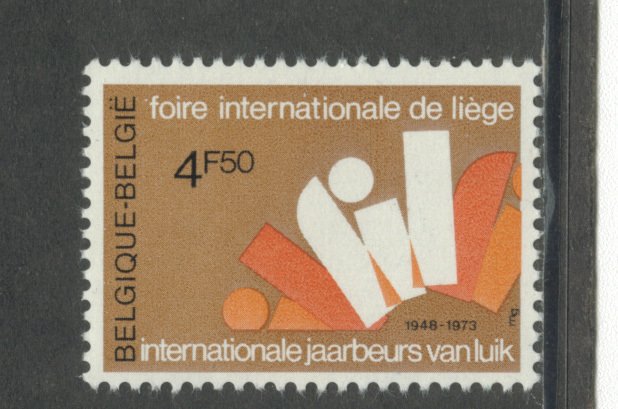 foire internationale de liège
BELGIQUE-BELGIË
4F50
1948-1973
internationale jaarbeurs van luik